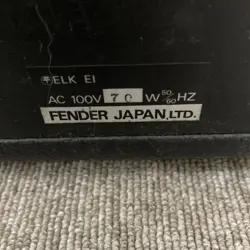 ELK EI
AC 100V 70 W 50/60 HZ
FENDER JAPAN,LTD.